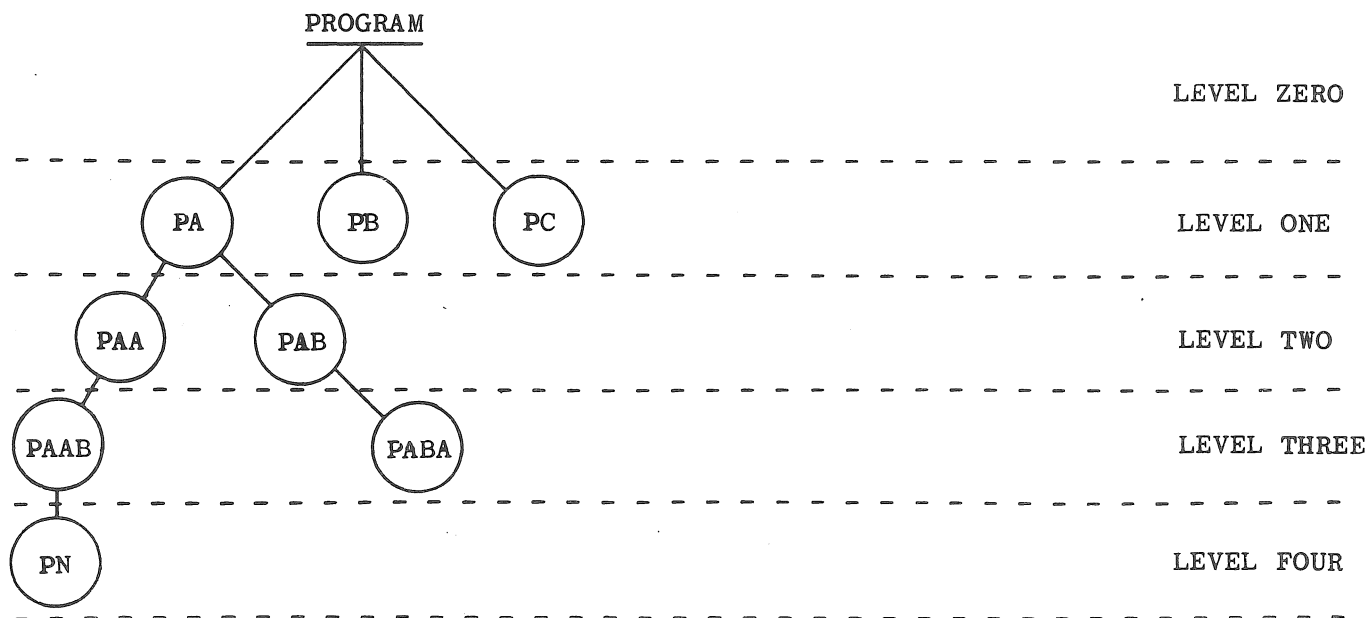 PROGRAM
LEVEL ZERO
PA PB PC LEVEL ONE
PAA PAB LEVEL TWO
PAAB PABA LEVEL THREE
PN LEVEL FOUR